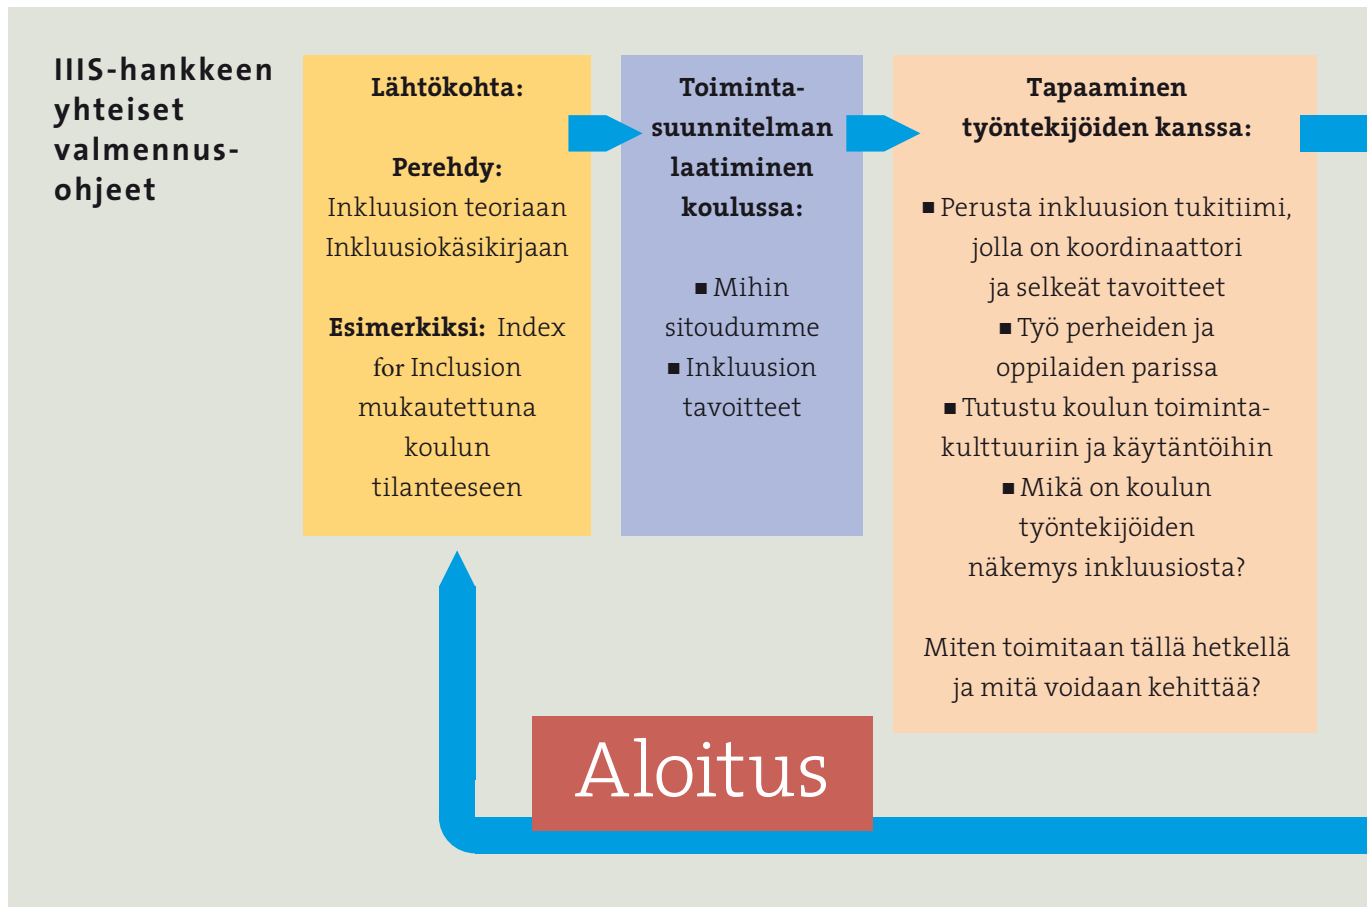 IIIS-hankkeen
yhteiset
valmennus-
ohjeet
Lähtökohta:
Perehdy:
Inkluusion teoriaan
Inkluusiokäsikirjaan
Esimerkiksi: Index
for Inclusion
mukautettuna
koulun
tilanteeseen
Toiminta-
suunnitelman
laatiminen
koulussa:
■ Mihin
sitoudumme
■ Inkluusion
tavoitteet
Tapaaminen
työntekijöiden kanssa:
■ Perusta inkluusion tukitiimi,
jolla on koordinaattori
ja selkeät tavoitteet
■ Työ perheiden ja
oppilaiden parissa
■ Tutustu koulun toiminta-
kulttuuriin ja käytäntöihin
■ Mikä on koulun
työntekijöiden
näkemys inkluusiosta?
Miten toimitaan tällä hetkellä
ja mitä voidaan kehittää?
Aloitus